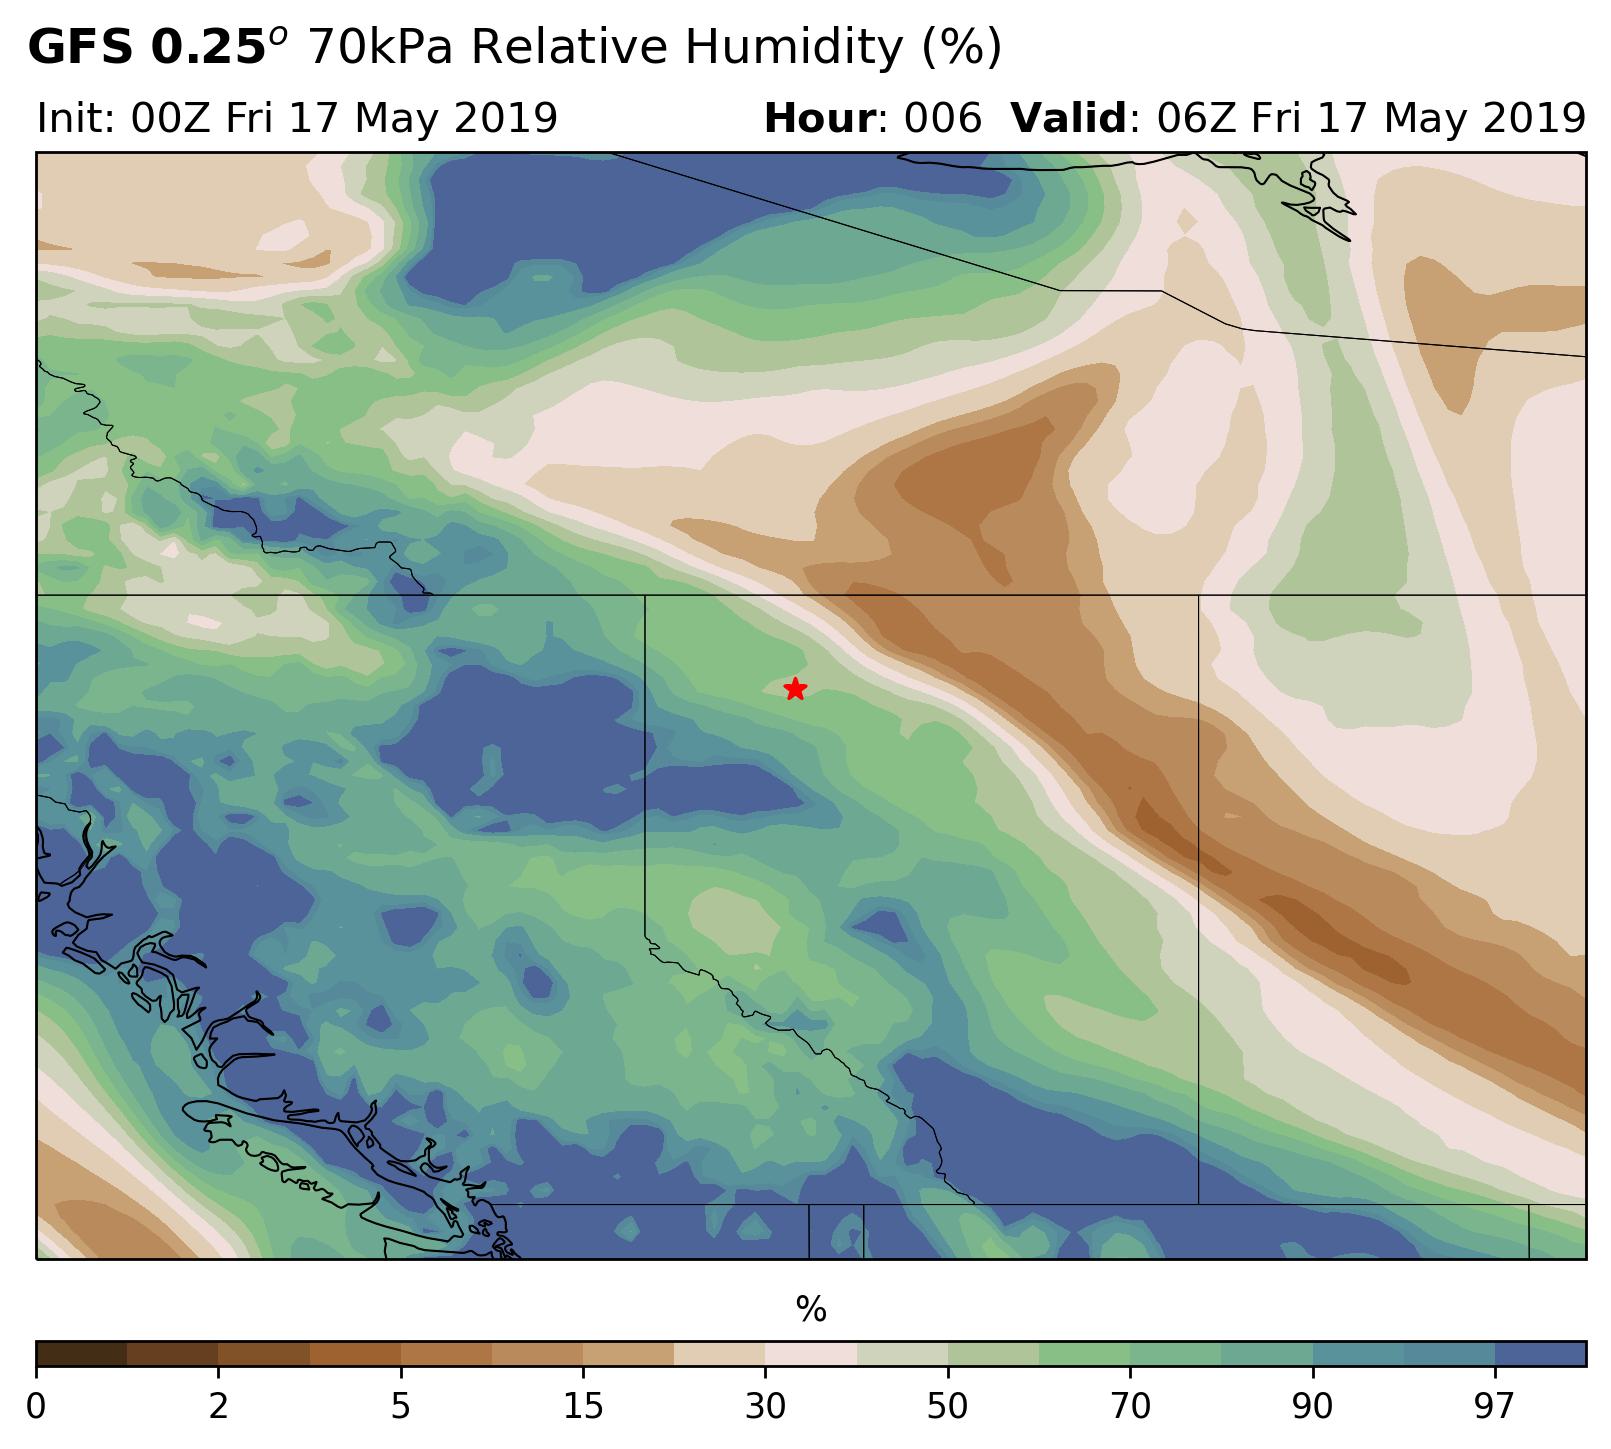 GFS 0.25° 70kPa Relative Humidity (%)
Init: 00Z Fri 17 May 2019 Hour: 006 Valid: 06Z Fri 17 May 2019
%
0 2 5 15 30 50 70 90 97